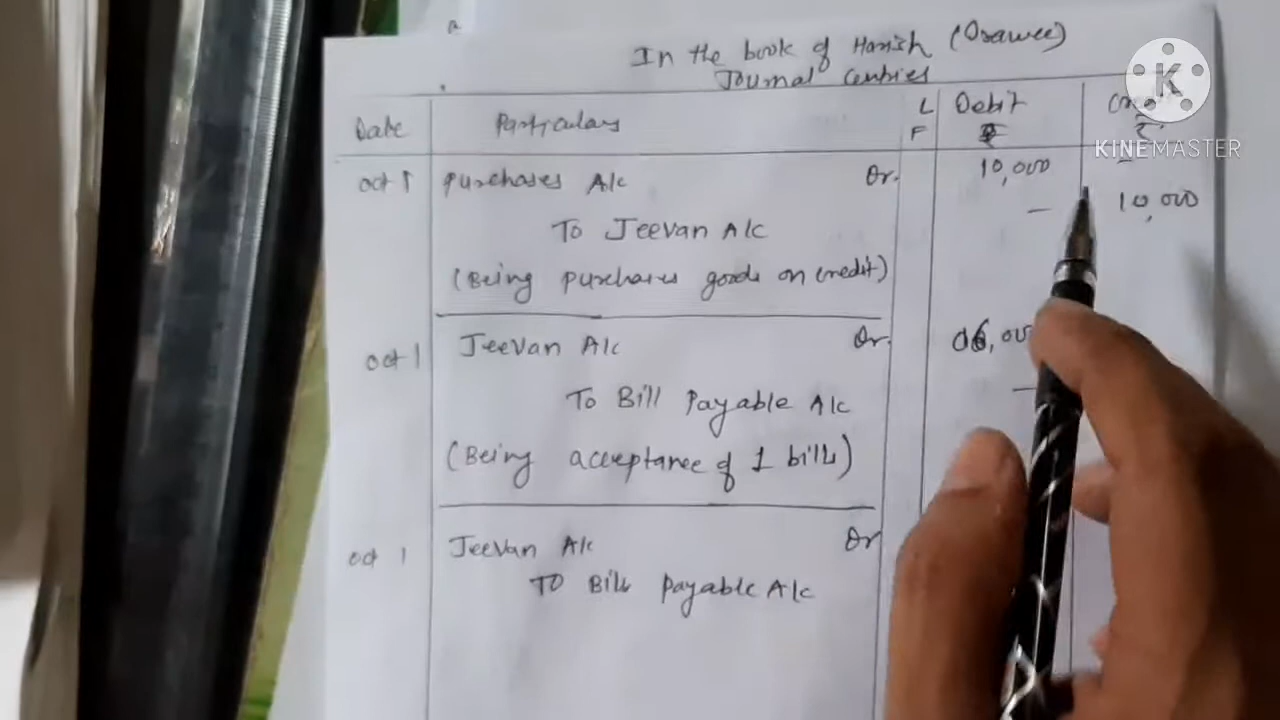 In the book of Harish (Drawee)
Journal entries
Date Particulars L F Debit ₹ ₹
oct 1 Purchases A/c Dr. 10,000 –
To Jeevan A/c – 10,000
(Being purchases goods on credit)
oct 1 Jeevan A/c Dr.
To Bill Payable A/c –
(Being acceptance of 1 bills)
oct 1 Jeevan A/c Dr
To Bill Payable A/c
K
KINEMASTER